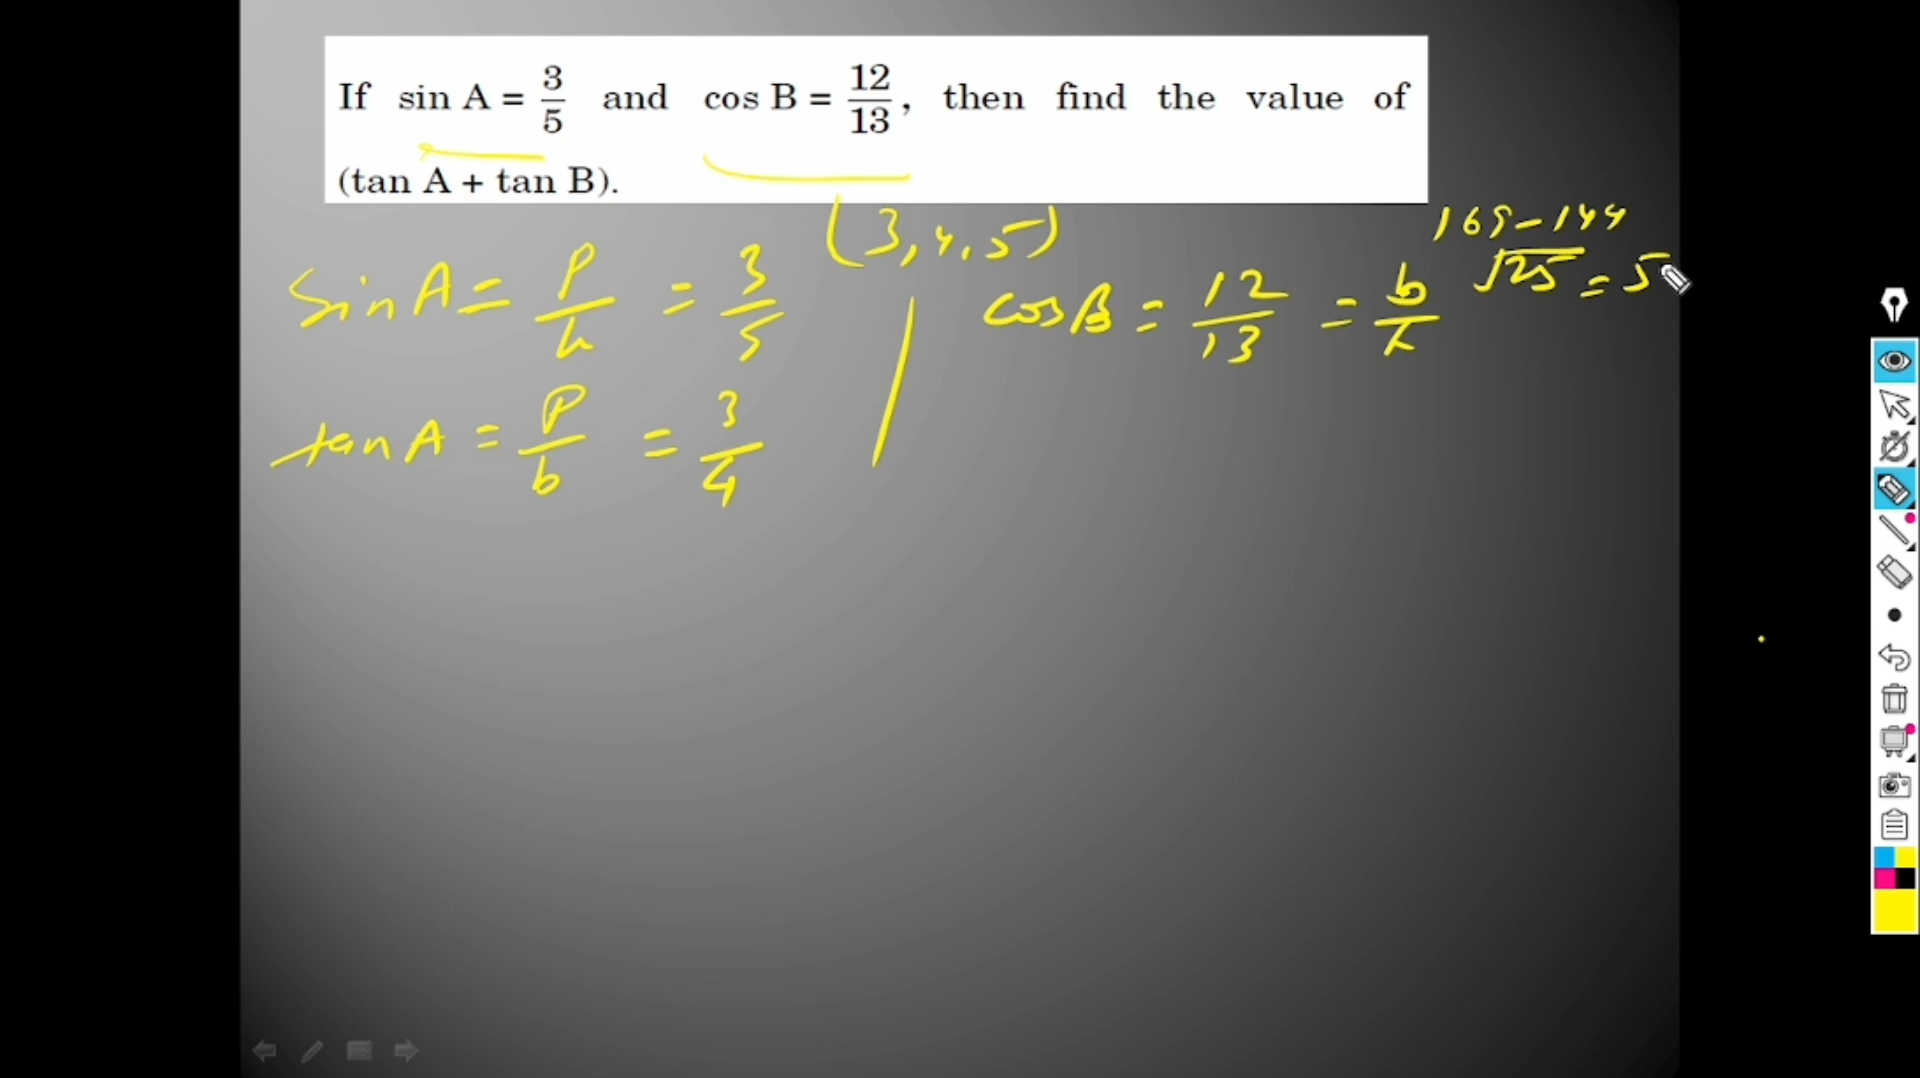 If sin A = 3/5 and cos B = 12/13, then find the value of
(tan A + tan B).
(3, 4, 5)
169 - 144
√25 = 5
sin A = p/h = 3/5
cos B = 12/13 = b/h
tan A = p/b = 3/4